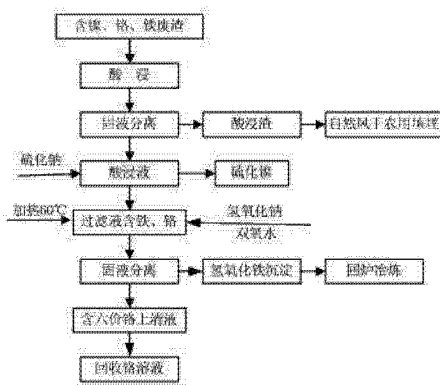 含镍、铬、铁废渣
酸 浸
固液分离
酸浸渣
自然风干农用填埋
硫化钠
酸浸液
硫化镍
加热60℃
过滤液含铁、铬
氢氧化钠
双氧水
固液分离
氢氧化铁沉淀
回炉冶炼
含六价铬上清液
回收铬溶液